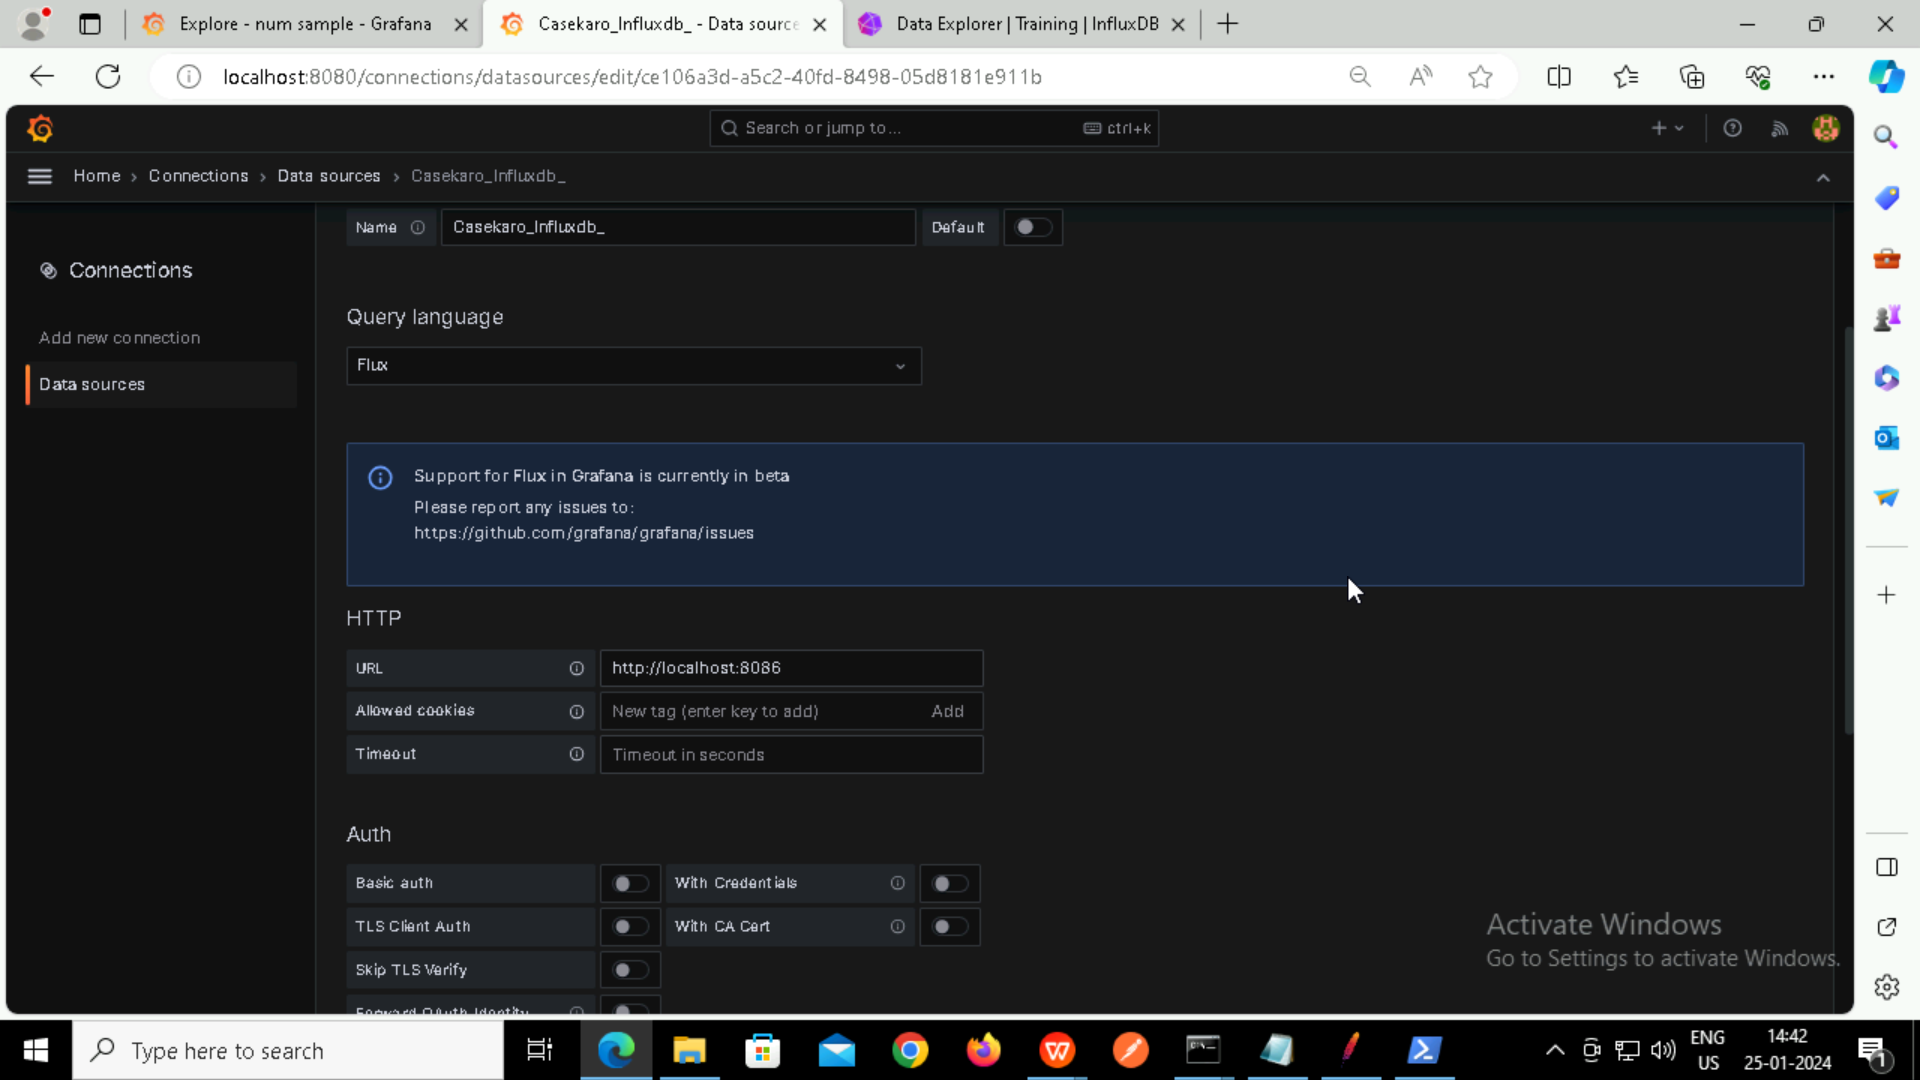 Explore - num sample - Grafana
Casekaro_Influxdb_ - Data source
Data Explorer | Training | InfluxDB
localhost:8080/connections/datasources/edit/ce106a3d-a5c2-40fd-8498-05d8181e911b
Search or jump to...
ctrl+k
Home › Connections › Data sources › Casekaro_Influxdb_
Connections
Add new connection
Data sources
Name
Casekaro_Influxdb_
Default
Query language
Flux
Support for Flux in Grafana is currently in beta
Please report any issues to:
https://github.com/grafana/grafana/issues
HTTP
URL
http://localhost:8086
Allowed cookies
New tag (enter key to add)
Add
Timeout
Timeout in seconds
Auth
Basic auth
With Credentials
TLS Client Auth
With CA Cert
Skip TLS Verify
Forward OAuth Identity
Activate Windows
Go to Settings to activate Windows.
Type here to search
ENG
US
14:42
25-01-2024
1